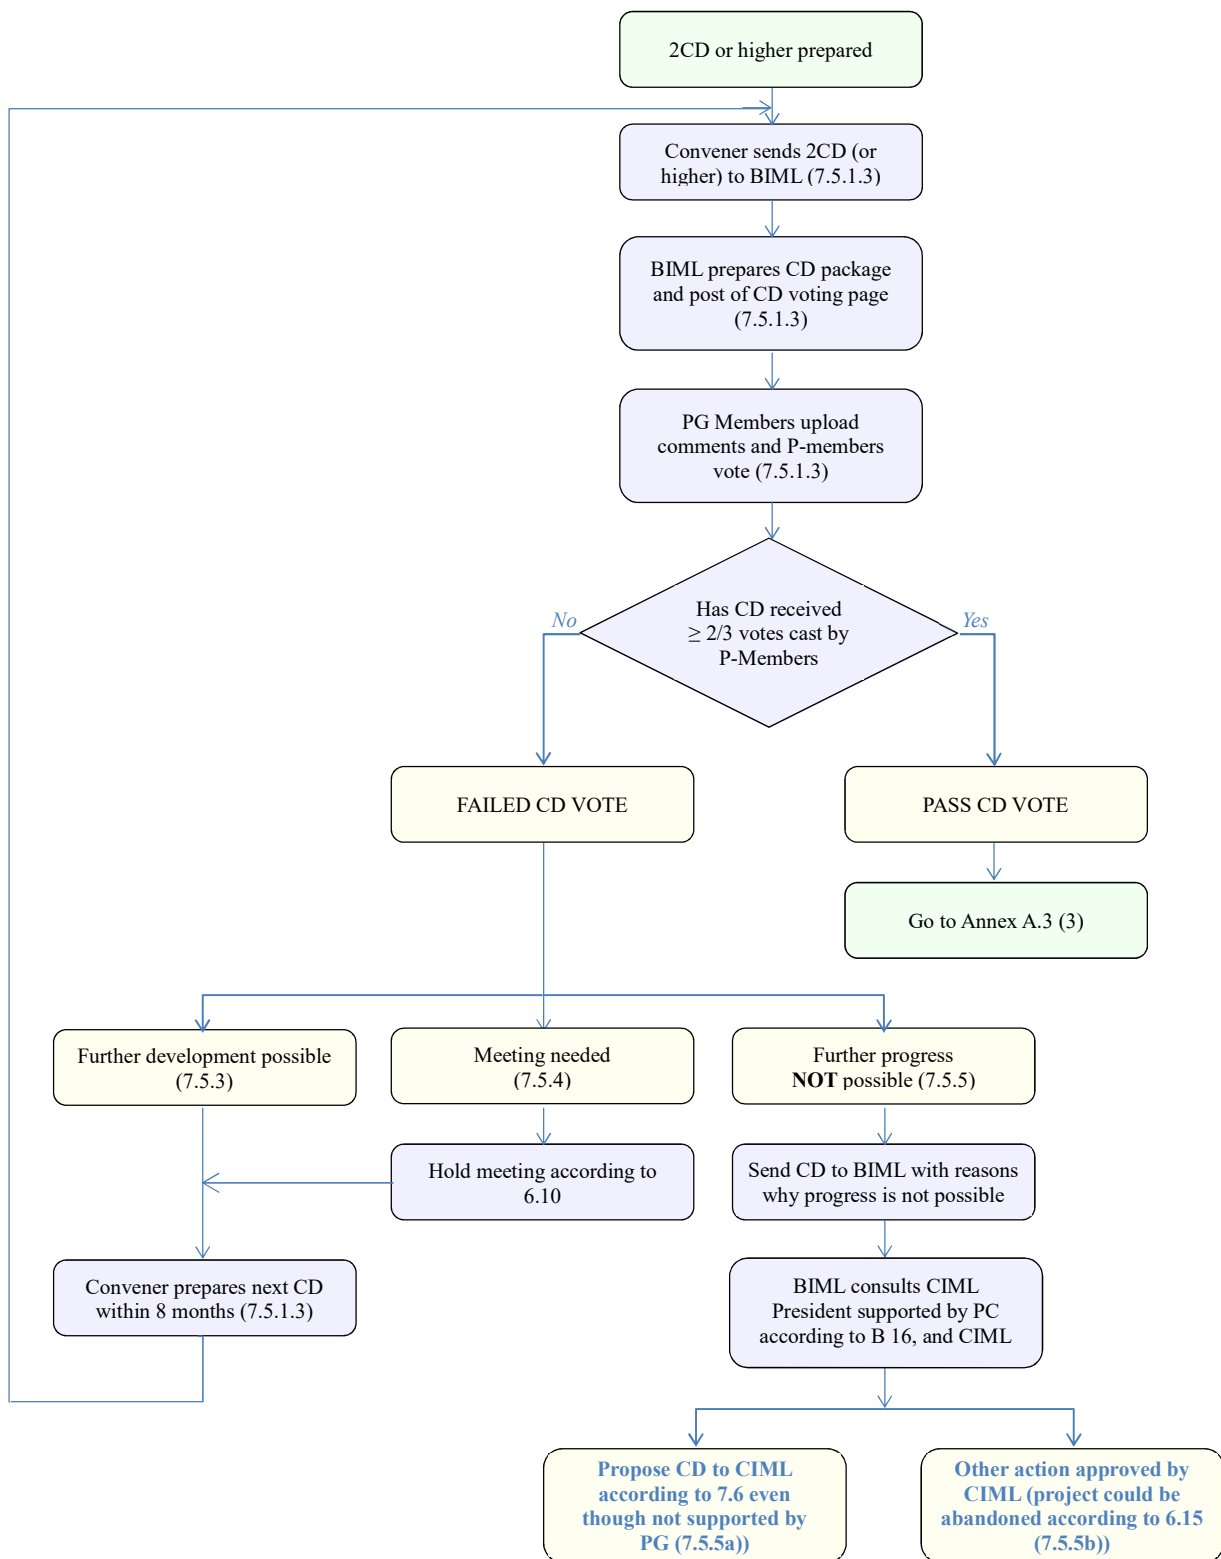 2CD or higher prepared
Convener sends 2CD (or
higher) to BIML (7.5.1.3)
BIML prepares CD package
and post of CD voting page
(7.5.1.3)
PG Members upload
comments and P-members
vote (7.5.1.3)
Has CD received
≥ 2/3 votes cast by
P-Members
No
Yes
FAILED CD VOTE
PASS CD VOTE
Go to Annex A.3 (3)
Further development possible
(7.5.3)
Meeting needed
(7.5.4)
Further progress
NOT possible (7.5.5)
Hold meeting according to
6.10
Send CD to BIML with reasons
why progress is not possible
Convener prepares next CD
within 8 months (7.5.1.3)
BIML consults CIML
President supported by PC
according to B 16, and CIML
Propose CD to CIML
according to 7.6 even
though not supported by
PG (7.5.5a))
Other action approved by
CIML (project could be
abandoned according to 6.15
(7.5.5b))